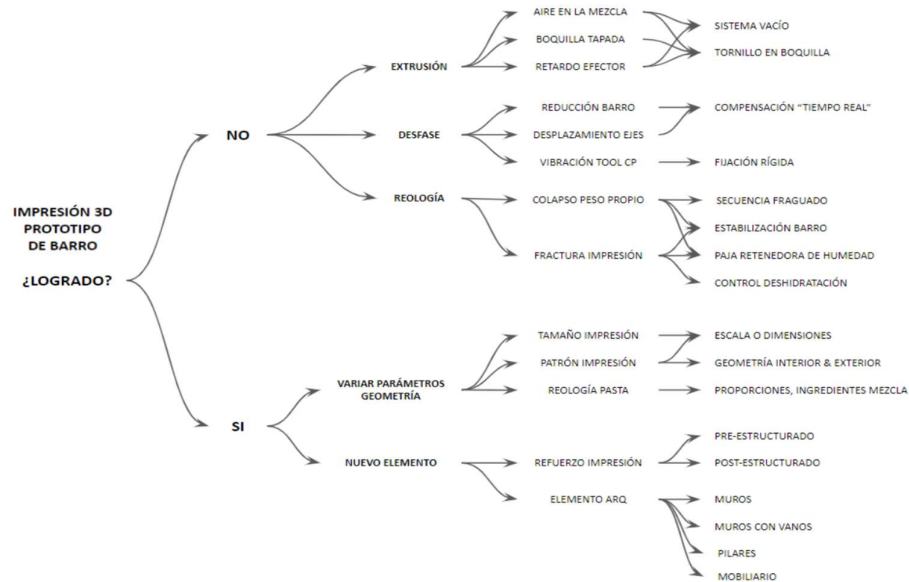 IMPRESIÓN 3D
PROTOTIPO
DE BARRO
¿LOGRADO?
NO
SI
EXTRUSIÓN
DESFASE
REOLOGÍA
VARIAR PARÁMETROS
GEOMETRÍA
NUEVO ELEMENTO
AIRE EN LA MEZCLA
BOQUILLA TAPADA
RETARDO EFECTOR
REDUCCIÓN BARRO
DESPLAZAMIENTO EJES
VIBRACIÓN TOOL CP
COLAPSO PESO PROPIO
FRACTURA IMPRESIÓN
TAMAÑO IMPRESIÓN
PATRÓN IMPRESIÓN
REOLOGÍA PASTA
REFUERZO IMPRESIÓN
ELEMENTO ARQ
SISTEMA VACÍO
TORNILLO EN BOQUILLA
COMPENSACIÓN “TIEMPO REAL”
FIJACIÓN RÍGIDA
SECUENCIA FRAGUADO
ESTABILIZACIÓN BARRO
PAJA RETENEDORA DE HUMEDAD
CONTROL DESHIDRATACIÓN
ESCALA O DIMENSIONES
GEOMETRÍA INTERIOR & EXTERIOR
PROPORCIONES, INGREDIENTES MEZCLA
PRE-ESTRUCTURADO
POST-ESTRUCTURADO
MUROS
MUROS CON VANOS
PILARES
MOBILIARIO